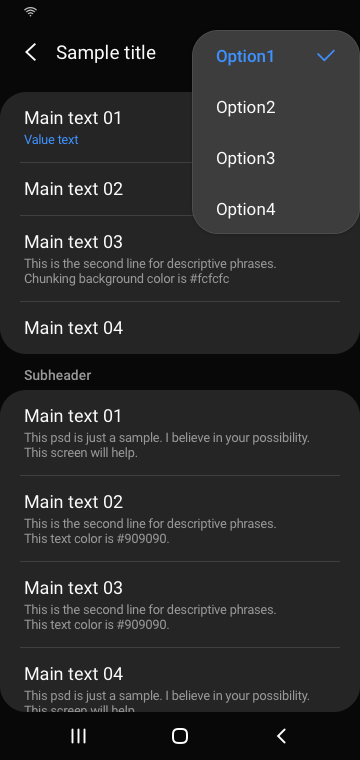 Sample title
Option1
Option2
Option3
Option4
Main text 01
Value text
Main text 02
Main text 03
This is the second line for descriptive phrases.
Chunking background color is #fcfcfc
Main text 04
Subheader
Main text 01
This psd is just a sample. I believe in your possibility.
This screen will help.
Main text 02
This is the second line for descriptive phrases.
This text color is #909090.
Main text 03
This is the second line for descriptive phrases.
This text color is #909090.
Main text 04
This psd is just a sample. I believe in your possibility.
This screen will help